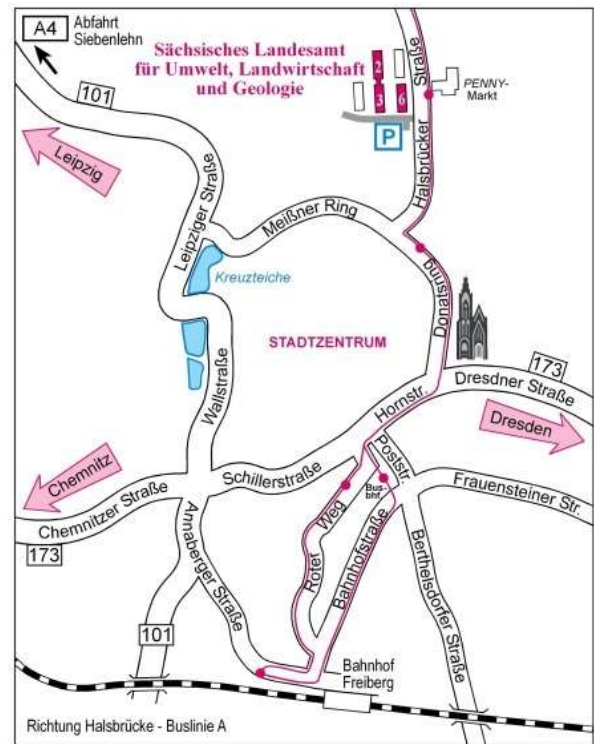 A4
Abfahrt
Siebenlehn
Sächsisches Landesamt
für Umwelt, Landwirtschaft
und Geologie
2
3
6
P
PENNY-
Markt
Halsbrücker Straße
101
Leipzig
Leipziger Straße
Meißner Ring
Kreuzteiche
Donatsring
STADTZENTRUM
Wallstraße
173
Dresdner Straße
Dresden
Hornstr.
Chemnitz
Chemnitzer Straße
173
Schillerstraße
Poststr.
Bus-
bhf.
Frauensteiner Str.
Annaberger Straße
Roter Weg
Bahnhofstraße
Berthelsdorfer Straße
101
Bahnhof
Freiberg
Richtung Halsbrücke - Buslinie A